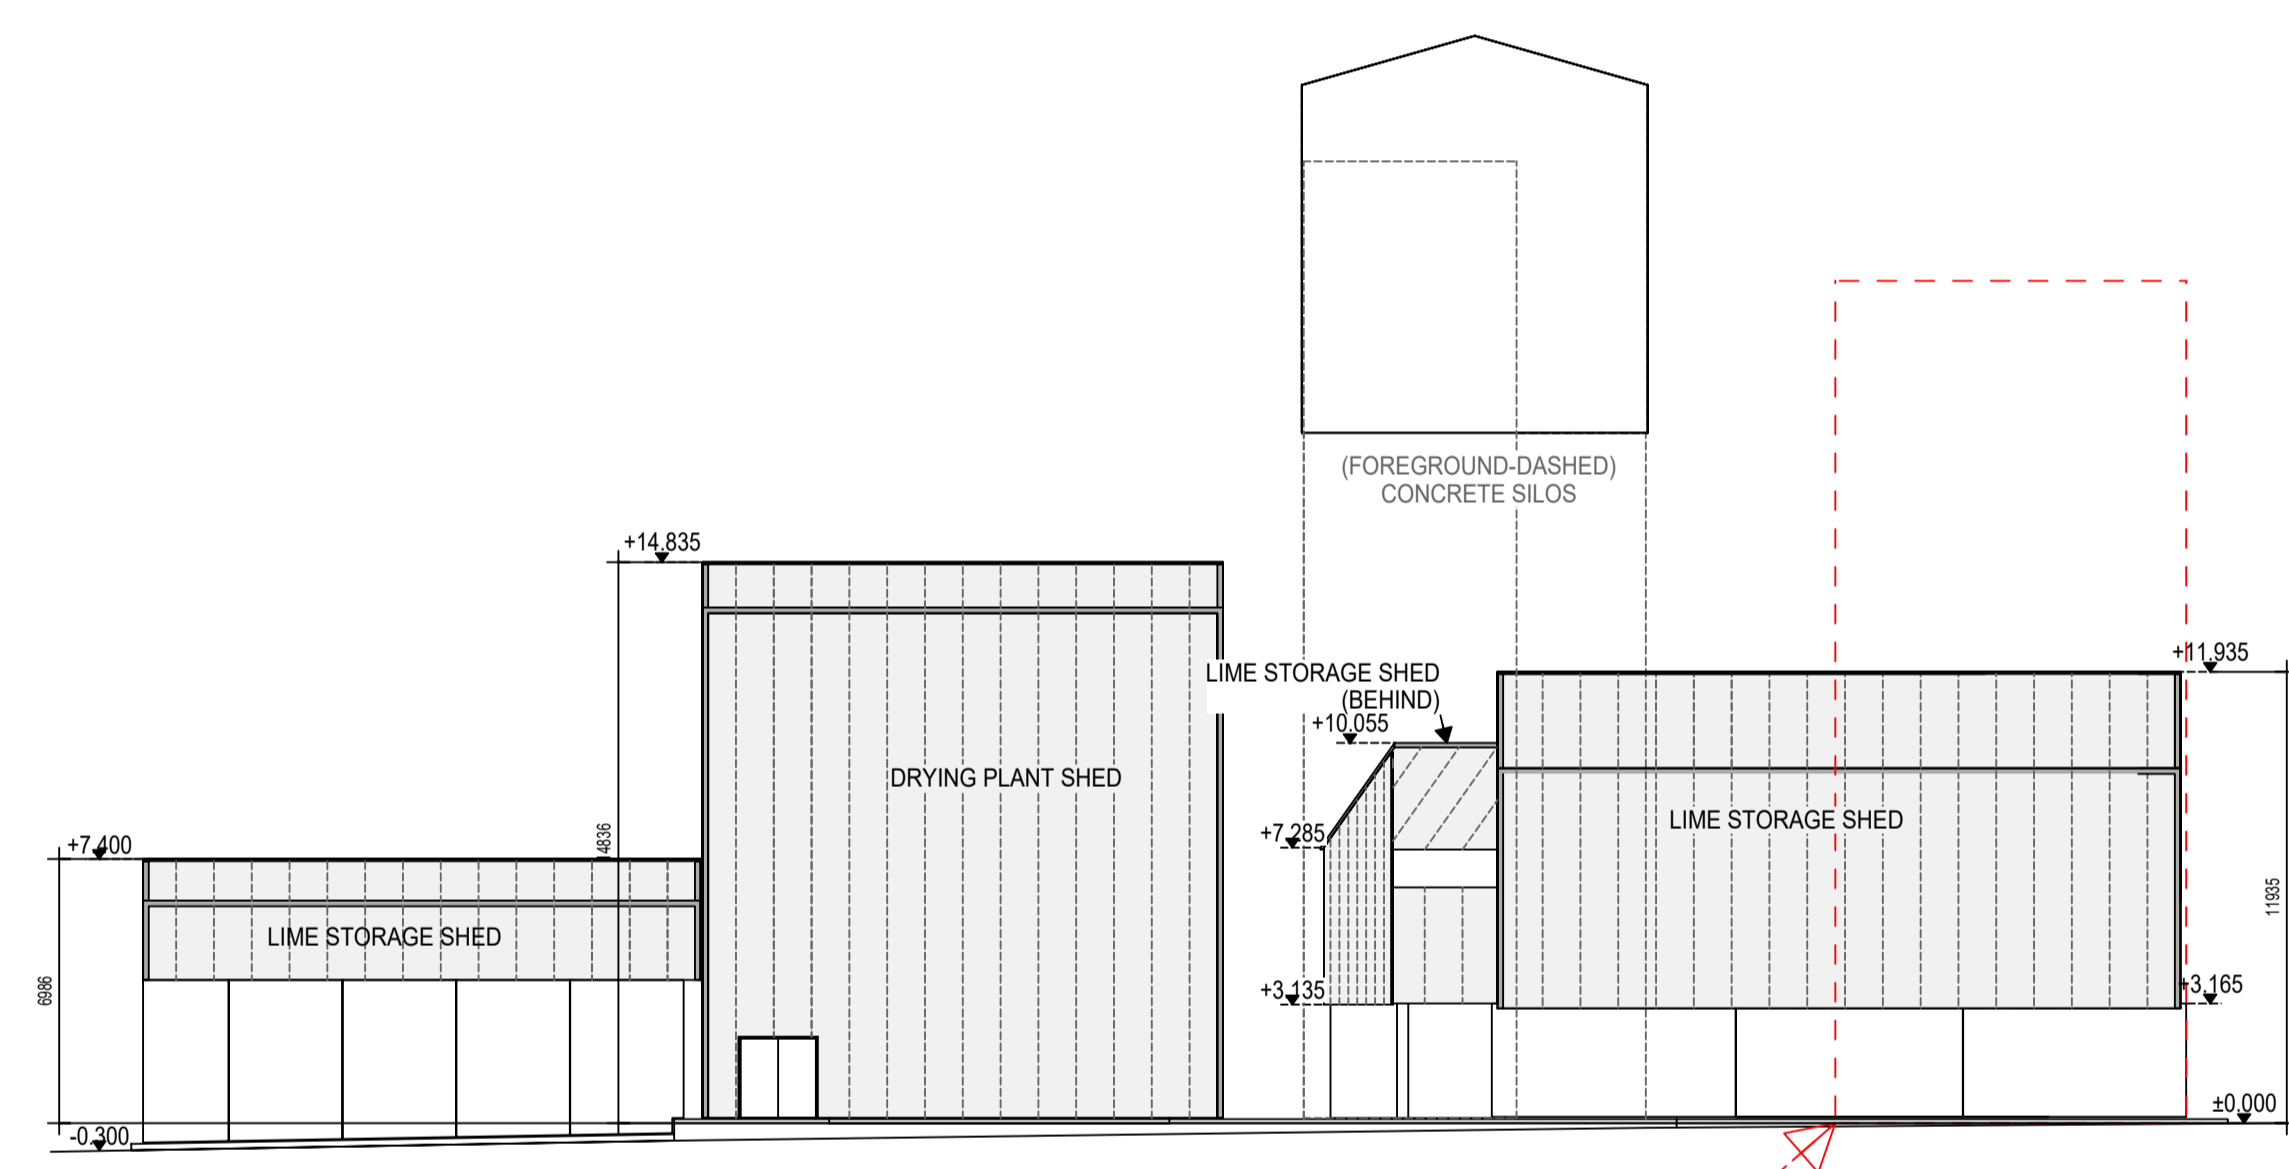 (FOREGROUND-DASHED)
CONCRETE SILOS
+14.835
+11.935
LIME STORAGE SHED
(BEHIND)
+10.055
DRYING PLANT SHED
LIME STORAGE SHED
+7.285
+7.400
14836
LIME STORAGE SHED
11935
6986
+3.135
+3.165
±0.000
-0.300